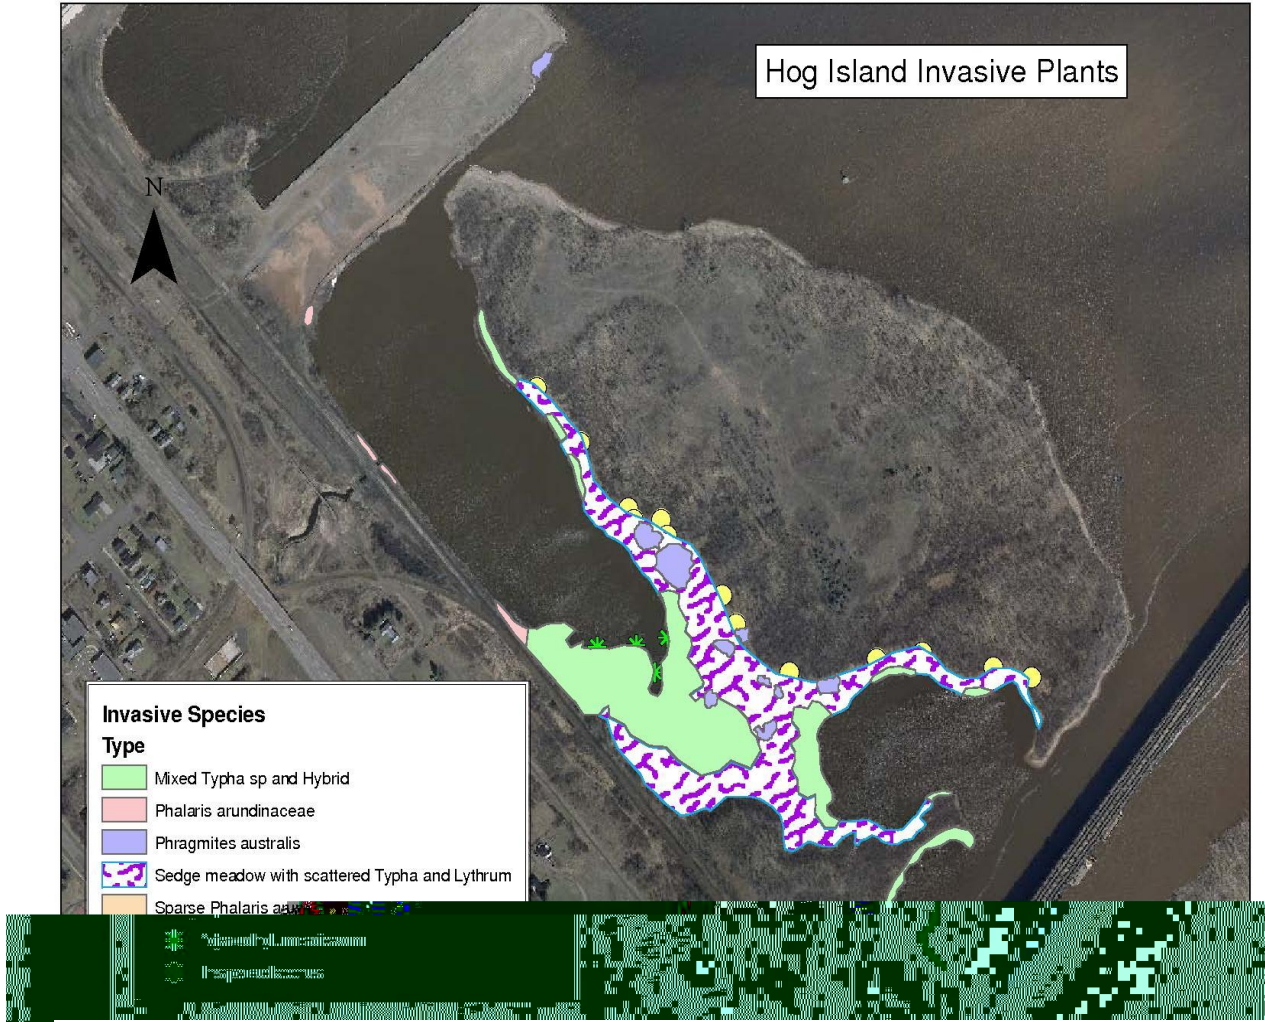 Hog Island Invasive Plants
N
Invasive Species
Type
Mixed Typha sp and Hybrid
Phalaris arundinaceae
Phragmites australis
Sedge meadow with scattered Typha and Lythrum
Sparse Phalaris